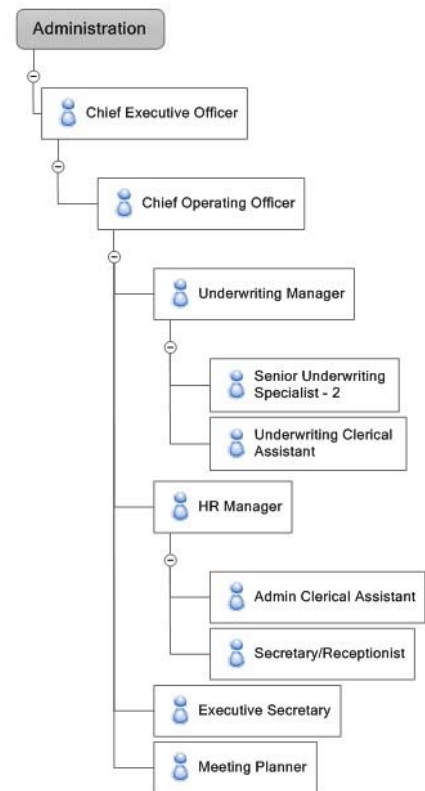 Administration
Chief Executive Officer
Chief Operating Officer
Underwriting Manager
Senior Underwriting
Specialist - 2
Underwriting Clerical
Assistant
HR Manager
Admin Clerical Assistant
Secretary/Receptionist
Executive Secretary
Meeting Planner